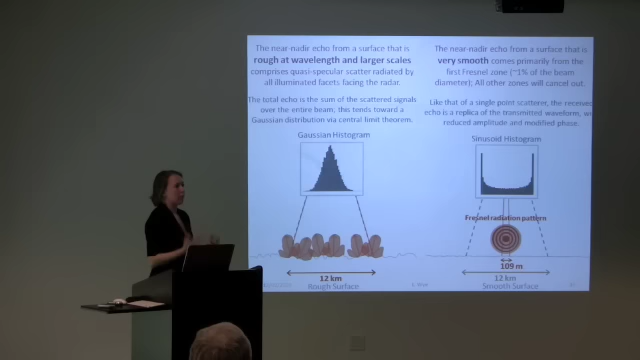 The near-nadir echo from a surface that is
rough at wavelength and larger scales
comprises quasi-specular scatter radiated by
all illuminated facets facing the radar.
The total echo is the sum of the scattered signals
over the entire beam; this tends toward a
Gaussian distribution via central limit theorem.
Gaussian Histogram
12 km
Rough Surface
The near-nadir echo from a surface that is
very smooth comes primarily from the
first Fresnel zone (~1% of the beam
diameter); All other zones will cancel out.
Like that of a single point scatterer, the receive
echo is a replica of the transmitted waveform, w
reduced amplitude and modified phase.
Sinusoid Histogram
Fresnel radiation pattern
109 m
12 km
Smooth Surface